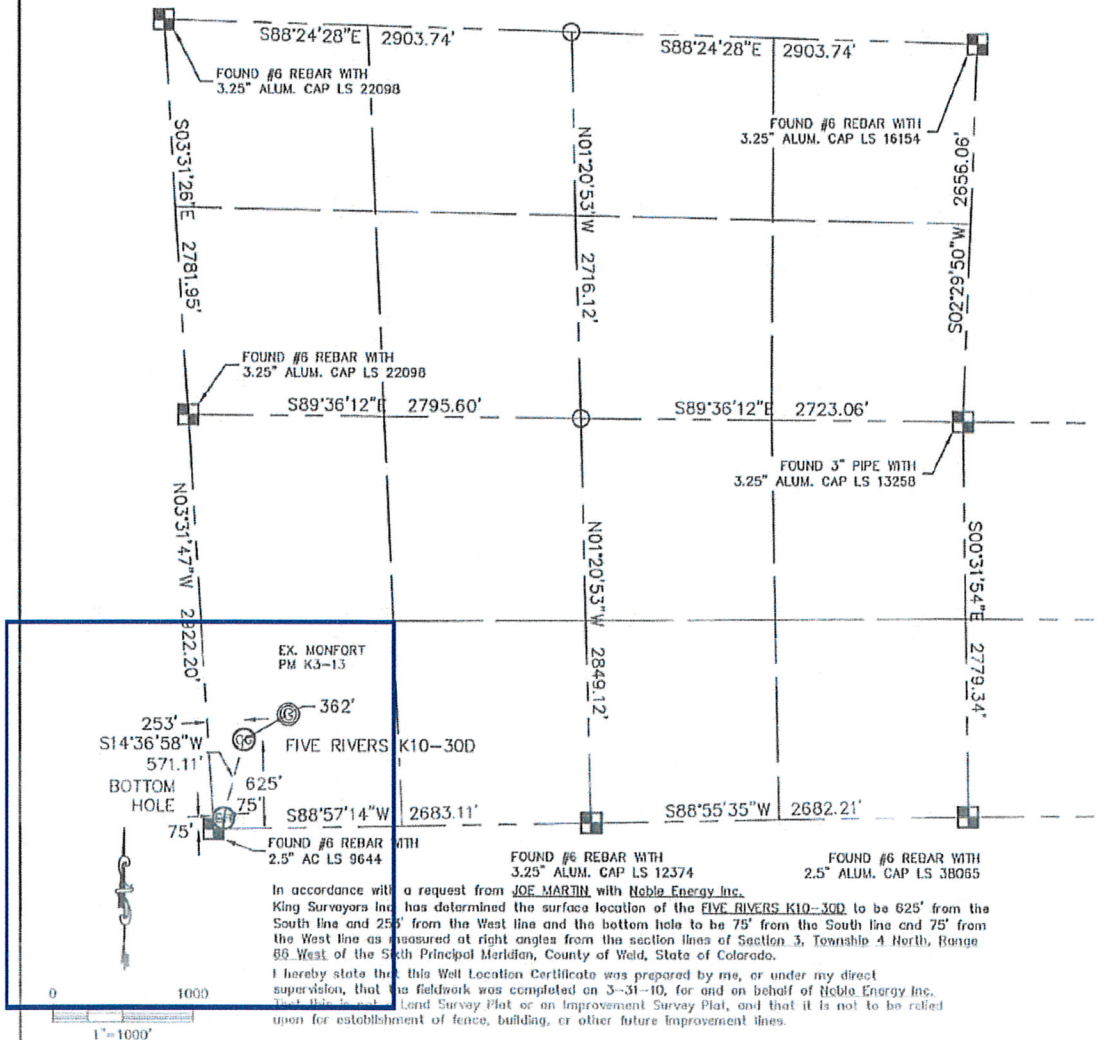 S88°24'28"E 2903.74'
S88°24'28"E 2903.74'
FOUND #6 REBAR WITH
3.25" ALUM. CAP LS 22098
FOUND #6 REBAR WITH
3.25" ALUM. CAP LS 16154
S03°31'26"E 2781.95'
N01°20'53"W 2716.12'
S02°29'50"W 2656.06'
FOUND #6 REBAR WITH
3.25" ALUM. CAP LS 22098
S89°36'12"E 2795.60'
S89°36'12"E 2723.06'
FOUND 3" PIPE WITH
3.25" ALUM. CAP LS 13258
N03°31'47"W 2922.20'
N01°20'53"W 2849.12'
S00°31'54"E 2779.34'
EX. MONFORT
PM K3-13
362'
253'
S14°36'58"W
571.11'
FIVE RIVERS K10-30D
BOTTOM
HOLE
625'
75'
75'
S88°57'14"W 2683.11'
S88°55'35"W 2682.21'
FOUND #6 REBAR WITH
2.5" AC LS 9644
FOUND #6 REBAR WITH
3.25" ALUM. CAP LS 12374
FOUND #6 REBAR WITH
2.5" ALUM. CAP LS 38065
In accordance with a request from JOE MARTIN with Noble Energy Inc.
King Surveyors Inc. has determined the surface location of the FIVE RIVERS K10-30D to be 625' from the
South line and 253' from the West line and the bottom hole to be 75' from the South line and 75' from
the West line as measured at right angles from the section lines of Section 3, Township 4 North, Range
66 West of the Sixth Principal Meridian, County of Weld, State of Colorado.
I hereby state that this Well Location Certificate was prepared by me, or under my direct
supervision, that the fieldwork was completed on 3-31-10, for and on behalf of Noble Energy Inc.
That this is not a Land Survey Plat or an Improvement Survey Plat, and that it is not to be relied
upon for establishment of fence, building, or other future improvement lines.
0 1000
1"=1000'